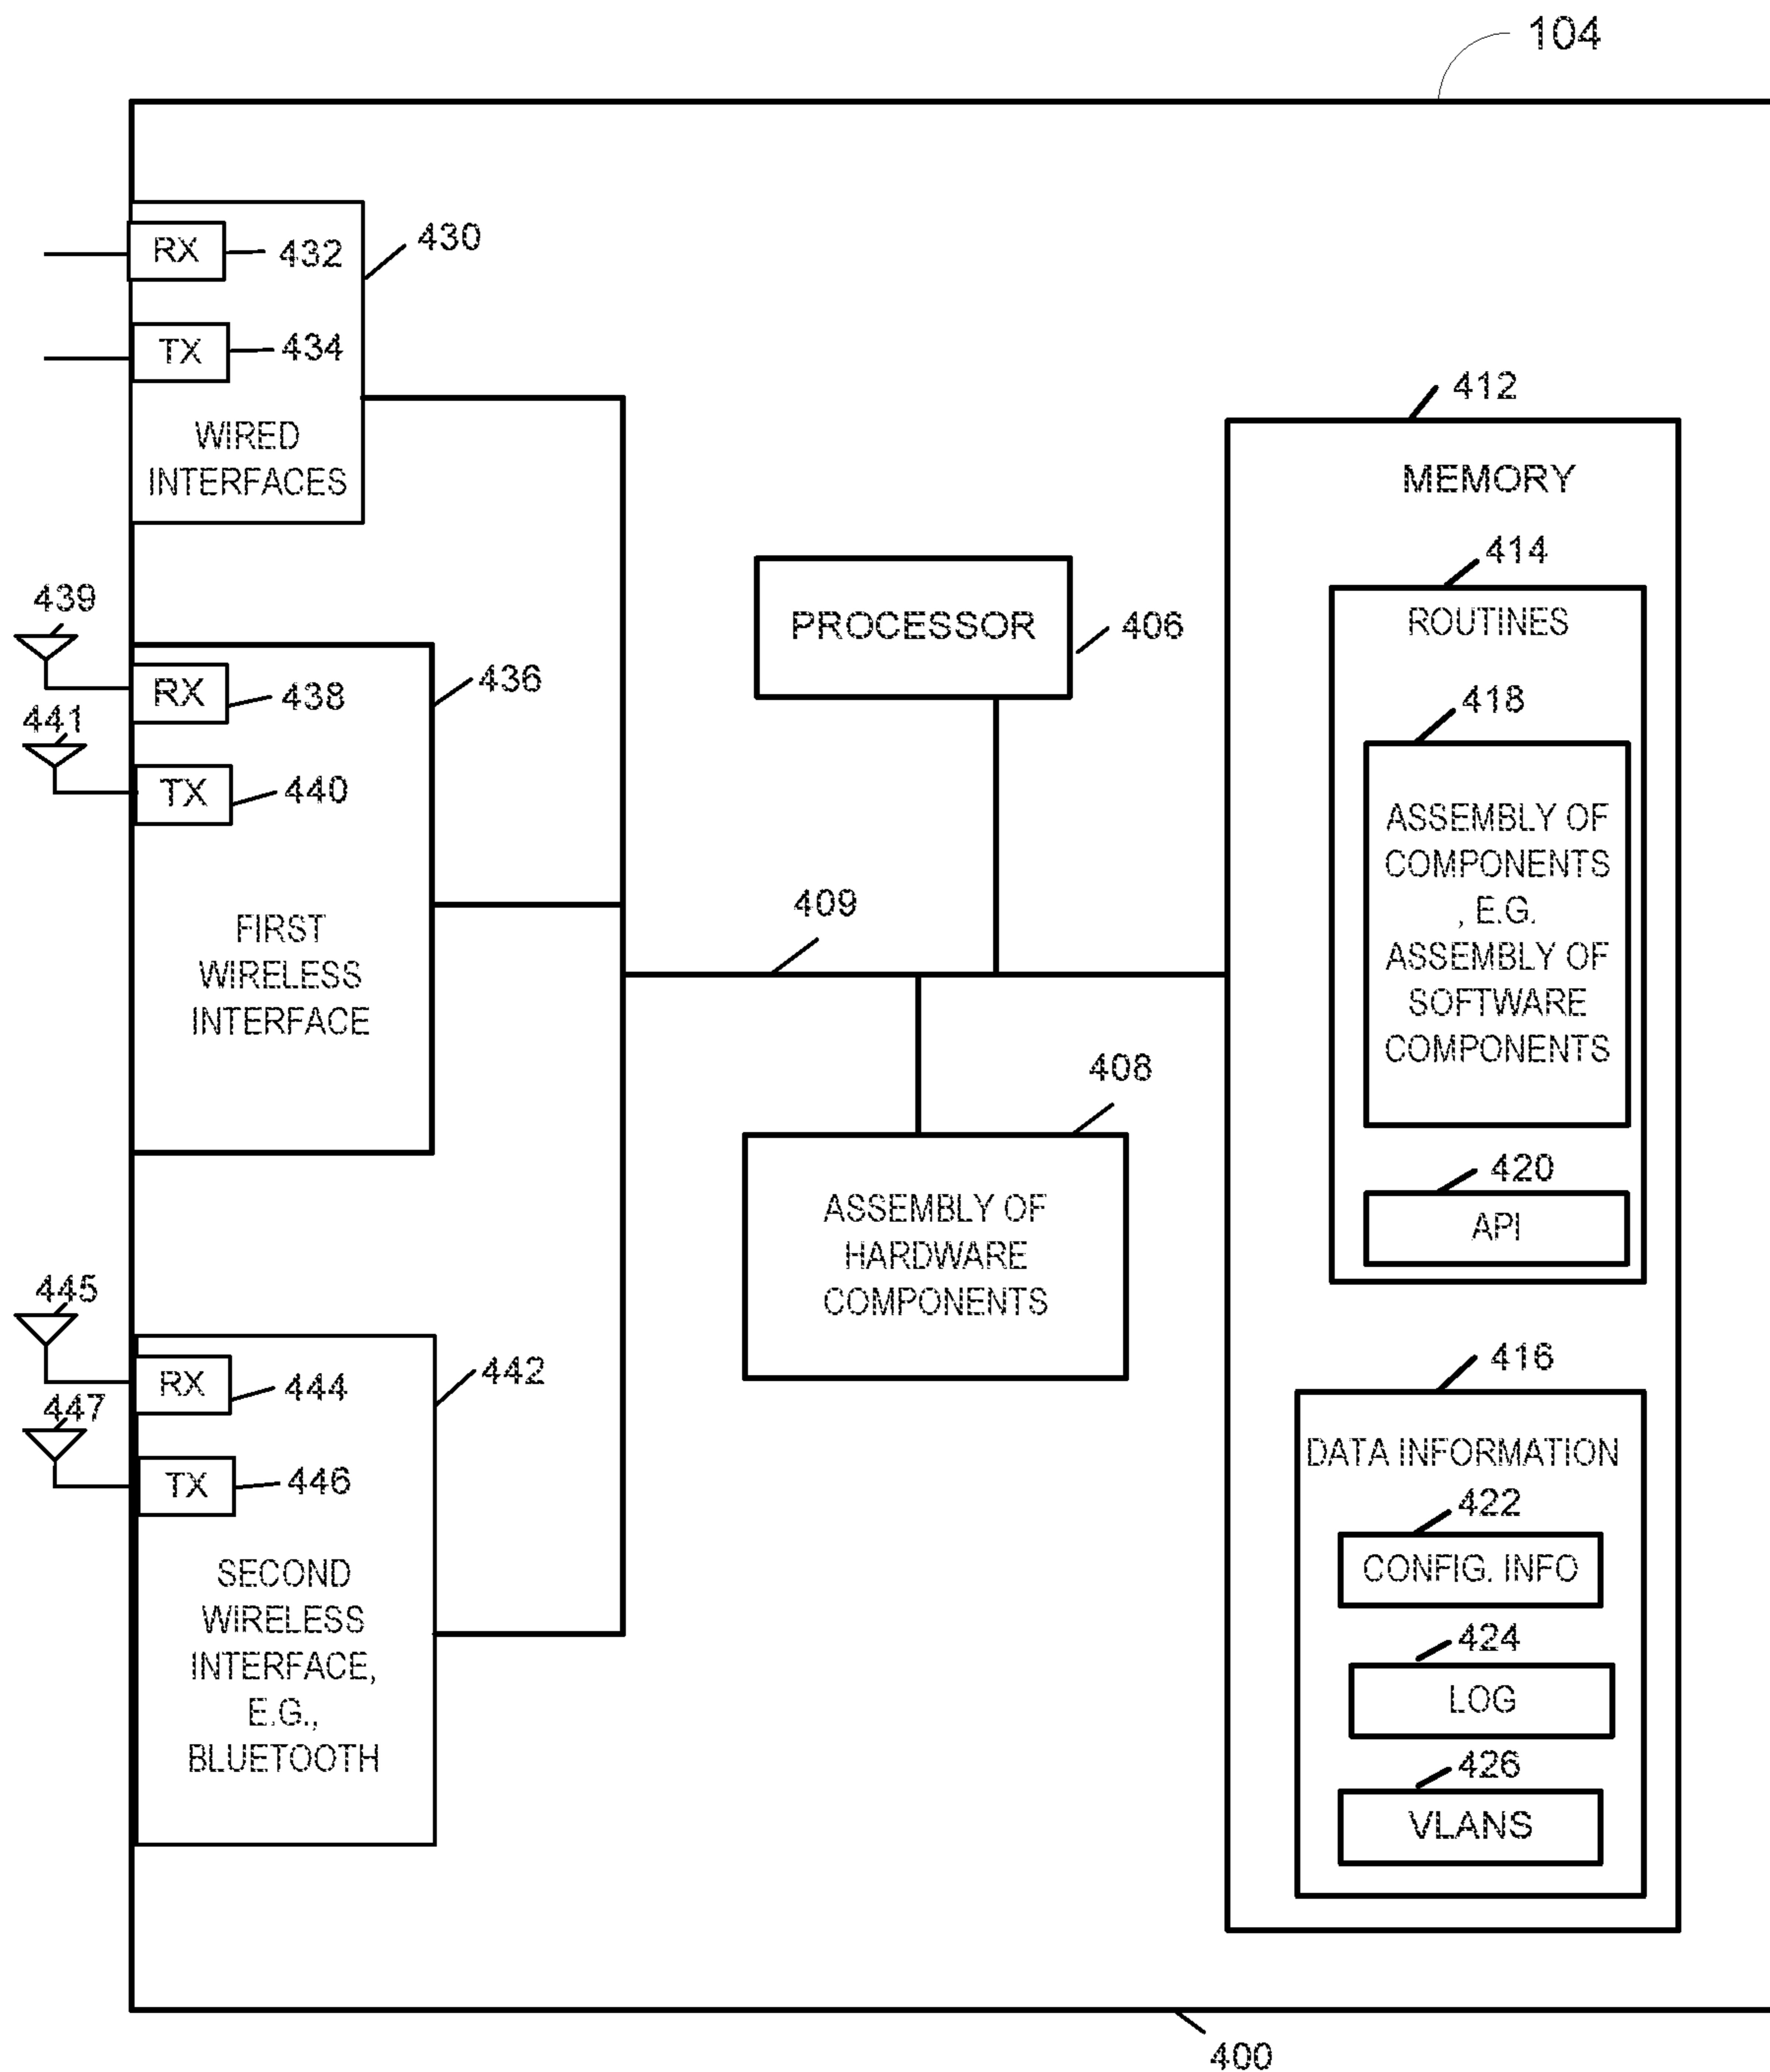 104
RX
432
430
TX
434
WIRED
INTERFACES
439
RX
438
436
441
TX
440
FIRST
WIRELESS
INTERFACE
445
RX
444
442
447
TX
446
SECOND
WIRELESS
INTERFACE,
E.G.,
BLUETOOTH
PROCESSOR
406
409
408
ASSEMBLY OF
HARDWARE
COMPONENTS
412
MEMORY
414
ROUTINES
418
ASSEMBLY OF
COMPONENTS
, E.G.
ASSEMBLY OF
SOFTWARE
COMPONENTS
420
API
416
DATA INFORMATION
422
CONFIG. INFO
424
LOG
426
VLANS
400